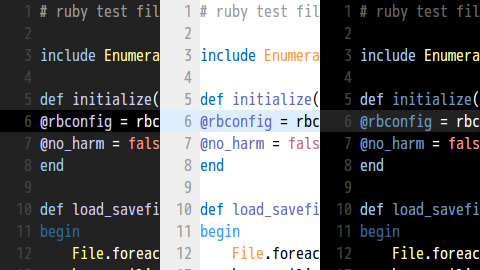 1 # ruby test fil 1 # ruby test fil 1 # ruby test fil
2 2 2
3 include Enumera 3 include Enumera 3 include Enumera
4 4 4
5 def initialize( 5 def initialize( 5 def initialize(
6 @rbconfig = rbc 6 @rbconfig = rbc 6 @rbconfig = rbc
7 @no_harm = fals 7 @no_harm = fals 7 @no_harm = fals
8 end 8 end 8 end
9 9 9
10 def load_savefi 10 def load_savefi 10 def load_savefi
11 begin 11 begin 11 begin
12 File.foreac 12 File.foreac 12 File.foreac